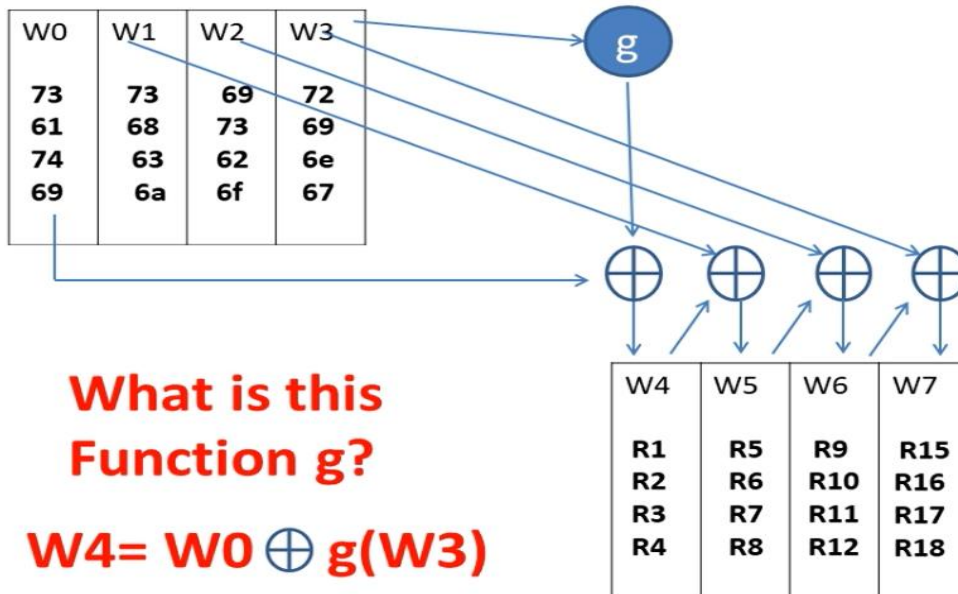 W0 W1 W2 W3
73 73 69 72
61 68 73 69
74 63 62 6e
69 6a 6f 67
g
W4 W5 W6 W7
R1 R5 R9 R15
R2 R6 R10 R16
R3 R7 R11 R17
R4 R8 R12 R18
What is this
Function g?
W4= W0 ⊕ g(W3)